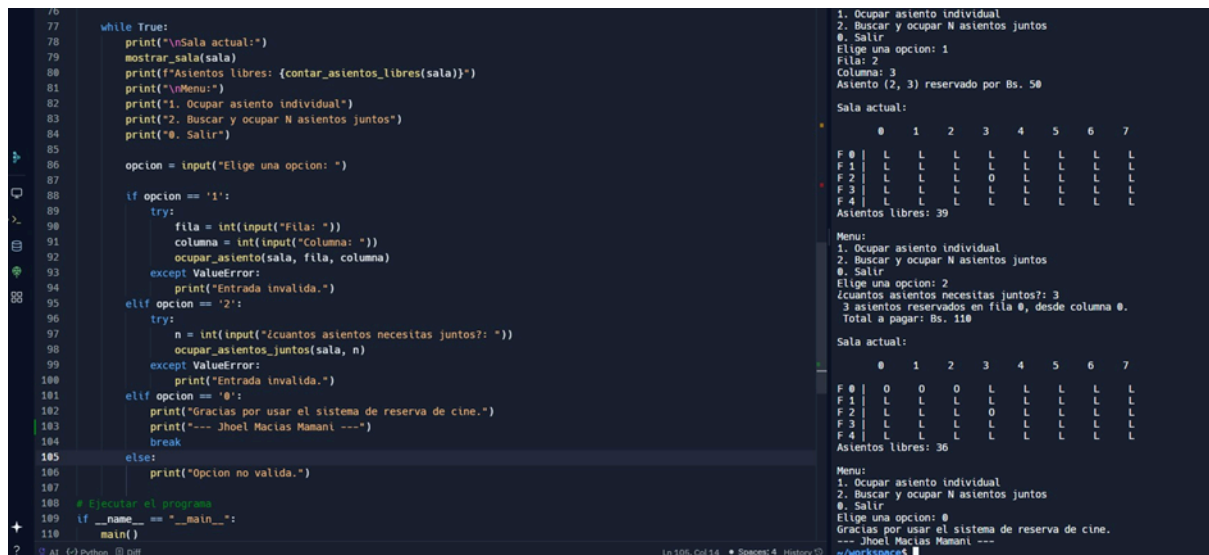 76
77 while True:
78 print("\nSala actual:")
79 mostrar_sala(sala)
80 print(f"Asientos libres: {contar_asientos_libres(sala)}")
81 print("\nMenu:")
82 print("1. Ocupar asiento individual")
83 print("2. Buscar y ocupar N asientos juntos")
84 print("0. Salir")
85
86 opcion = input("Elige una opcion: ")
87
88 if opcion == '1':
89 try:
90 fila = int(input("Fila: "))
91 columna = int(input("Columna: "))
92 ocupar_asiento(sala, fila, columna)
93 except ValueError:
94 print("Entrada invalida.")
95 elif opcion == '2':
96 try:
97 n = int(input("¿cuantos asientos necesitas juntos?: "))
98 ocupar_asientos_juntos(sala, n)
99 except ValueError:
100 print("Entrada invalida.")
101 elif opcion == '0':
102 print("Gracias por usar el sistema de reserva de cine.")
103 print("--- Jhoel Macias Mamani ---")
104 break
105 else:
106 print("Opcion no valida.")
107
108 # Ejecutar el programa
109 if __name__ == "__main__":
110 main()
? AI Python Diff
Ln 105, Col 14 Spaces: 4 History
1. Ocupar asiento individual
2. Buscar y ocupar N asientos juntos
0. Salir
Elige una opcion: 1
Fila: 2
Columna: 3
Asiento (2, 3) reservado por Bs. 50
Sala actual:
0 1 2 3 4 5 6 7
F 0 | L L L L L L L L
F 1 | L L L L L L L L
F 2 | L L L O L L L L
F 3 | L L L L L L L L
F 4 | L L L L L L L L
Asientos libres: 39
Menu:
1. Ocupar asiento individual
2. Buscar y ocupar N asientos juntos
0. Salir
Elige una opcion: 2
¿cuantos asientos necesitas juntos?: 3
3 asientos reservados en fila 0, desde columna 0.
Total a pagar: Bs. 110
Sala actual:
0 1 2 3 4 5 6 7
F 0 | O O O L L L L L
F 1 | L L L L L L L L
F 2 | L L L O L L L L
F 3 | L L L L L L L L
F 4 | L L L L L L L L
Asientos libres: 36
Menu:
1. Ocupar asiento individual
2. Buscar y ocupar N asientos juntos
0. Salir
Elige una opcion: 0
Gracias por usar el sistema de reserva de cine.
--- Jhoel Macias Mamani ---
~/workspace$